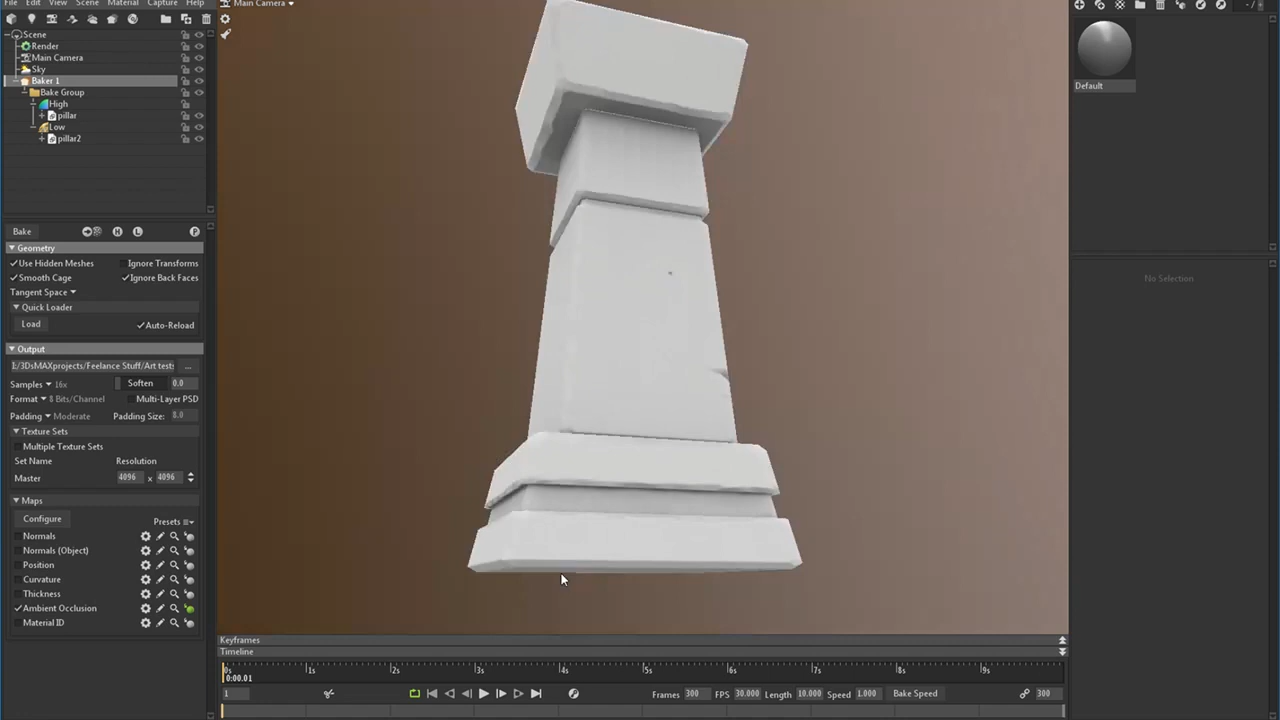 File Edit View Scene Material Capture Help
Main Camera
Scene
Render
Main Camera
Sky
Baker 1
Bake Group
High
pillar
Low
pillar2
Default
Bake
Geometry
Use Hidden Meshes Ignore Transforms
Smooth Cage Ignore Back Faces
Tangent Space
Quick Loader
Load Auto-Reload
No Selection
Output
E:/3DsMAXprojects/Feelance Stuff/Art tests ...
Samples 16x Soften 0.0
Format 8 Bits/Channel Multi-Layer PSD
Padding Moderate Padding Size: 8.0
Texture Sets
Multiple Texture Sets
Set Name Resolution
Master 4096 x 4096
Maps
Configure Presets
Normals
Normals (Object)
Position
Curvature
Thickness
Ambient Occlusion
Material ID
Keyframes
Timeline
0s 1s 2s 3s 4s 5s 6s 7s 8s 9s
0:00.01
1 Frames 300 FPS 30.000 Length 10.000 Speed 1.000 Bake Speed 300